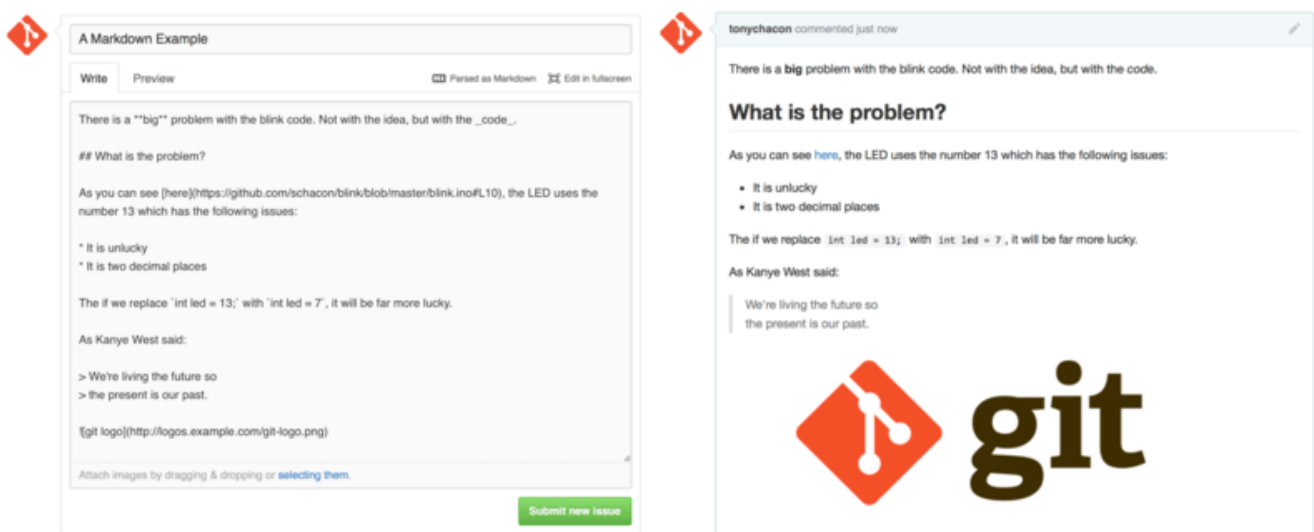 A Markdown Example
Write Preview Parsed as Markdown Edit in fullscreen
There is a **big** problem with the blink code. Not with the idea, but with the _code_.
## What is the problem?
As you can see [here](https://github.com/schacon/blink/blob/master/blink.ino#L10), the LED uses the
number 13 which has the following issues:
* It is unlucky
* It is two decimal places
The if we replace `int led = 13;` with `int led = 7`, it will be far more lucky.
As Kanye West said:
> We're living the future so
> the present is our past.
![git logo](http://logos.example.com/git-logo.png)
Attach images by dragging & dropping or selecting them.
Submit new issue
tonychacon commented just now
There is a big problem with the blink code. Not with the idea, but with the code.
What is the problem?
As you can see here, the LED uses the number 13 which has the following issues:
• It is unlucky
• It is two decimal places
The if we replace int led = 13; with int led = 7 , it will be far more lucky.
As Kanye West said:
We're living the future so
the present is our past.
git